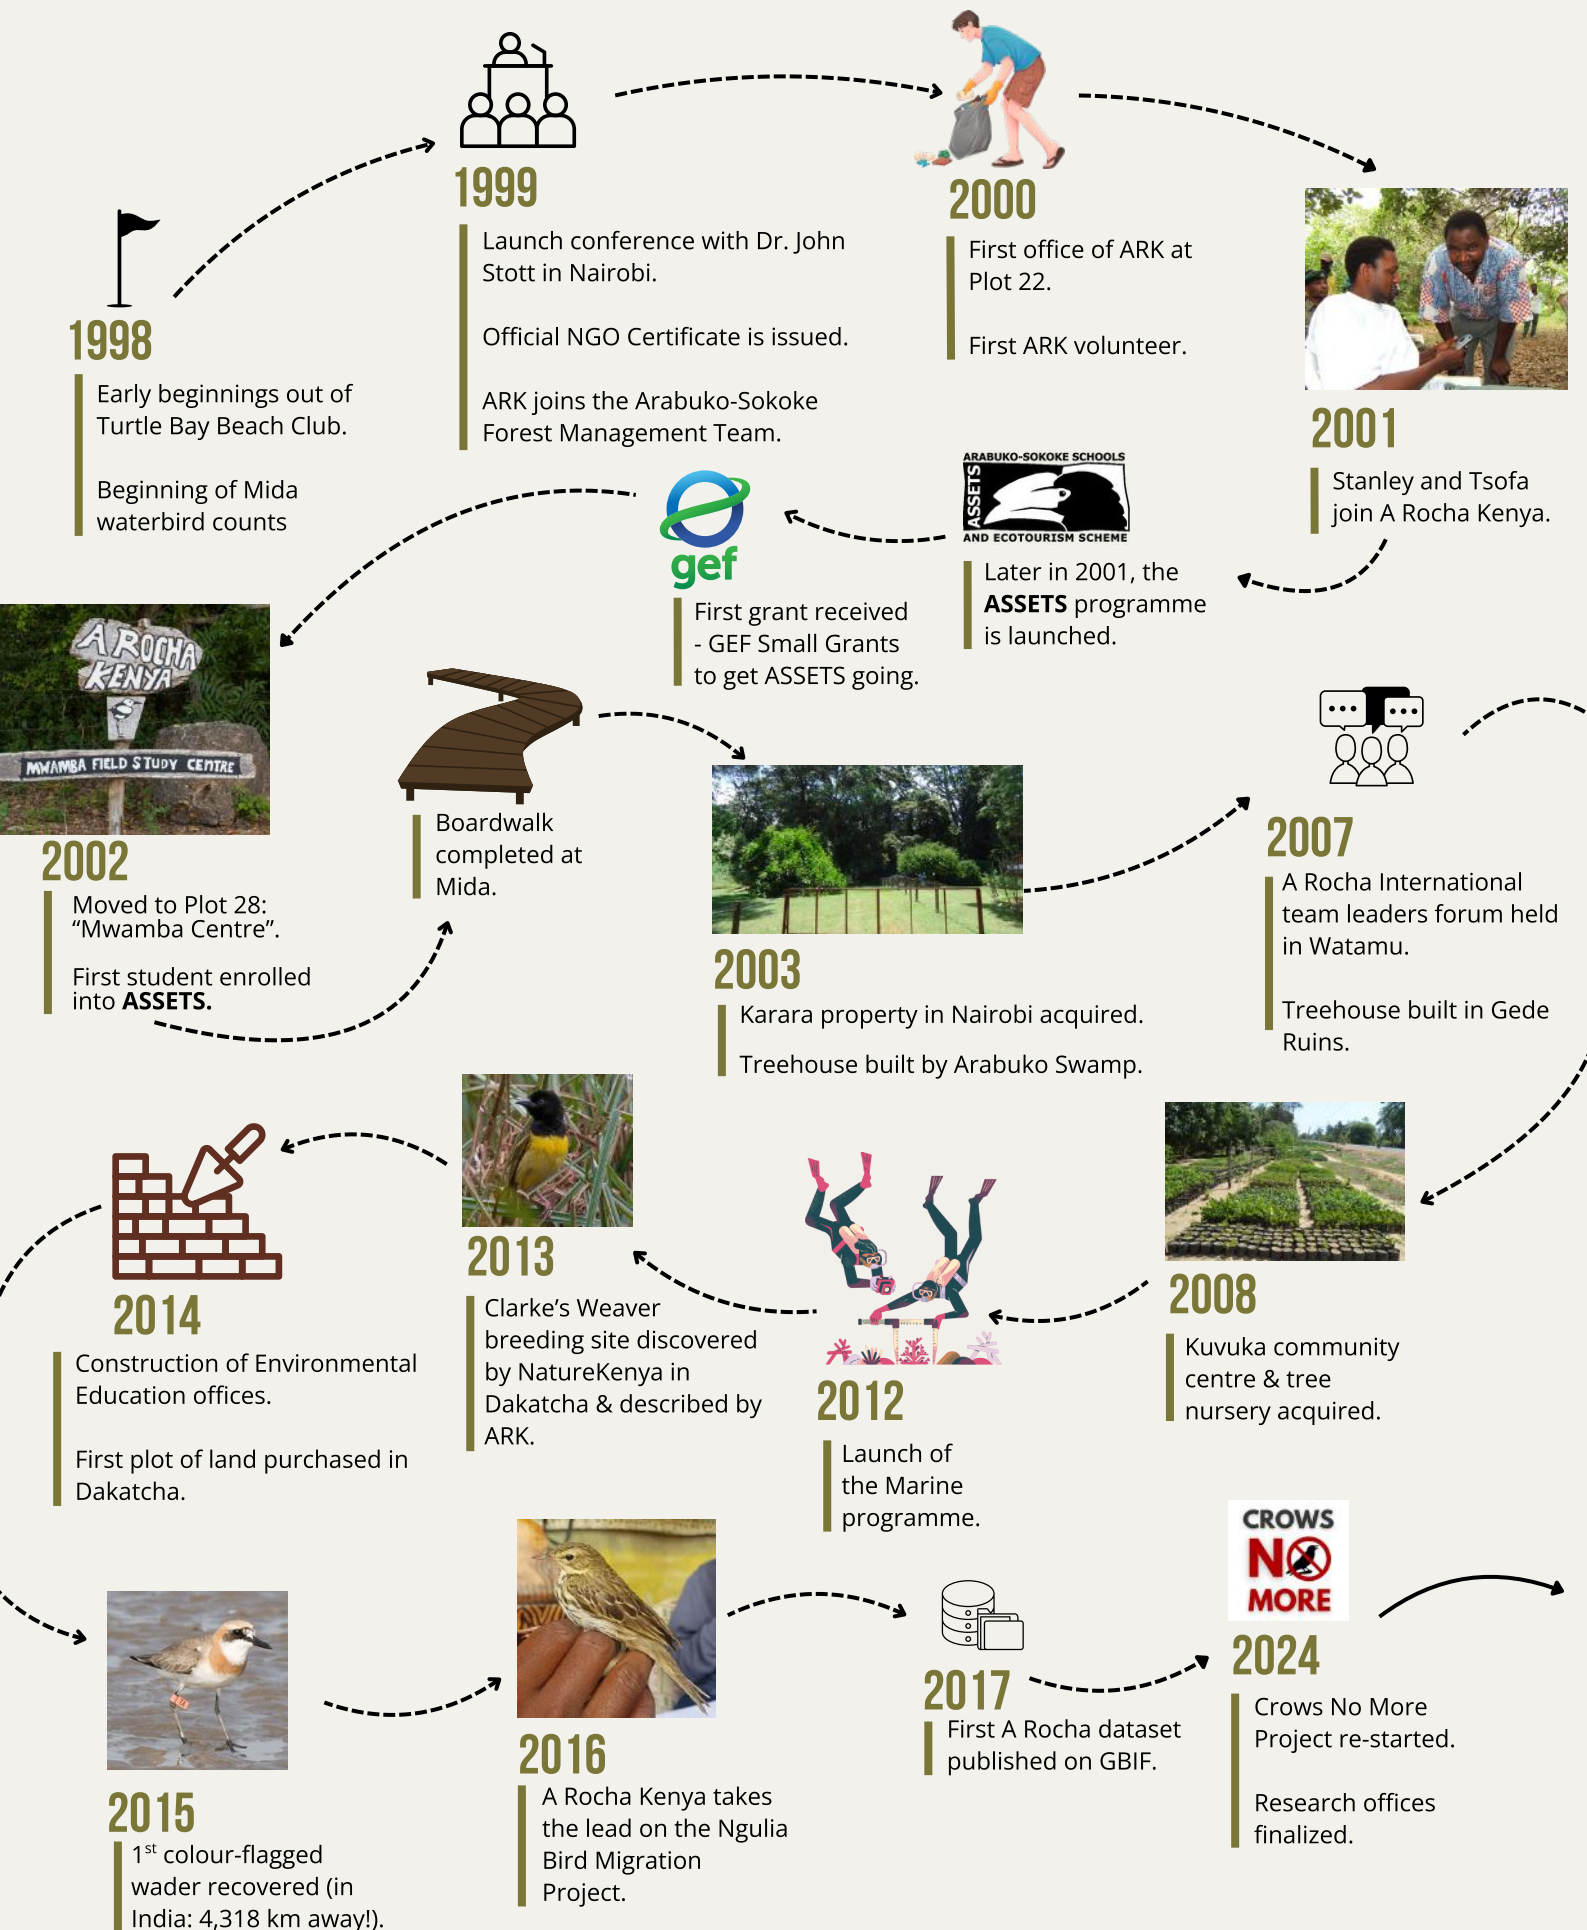 1998
Early beginnings out of
Turtle Bay Beach Club.
Beginning of Mida
waterbird counts
1999
Launch conference with Dr. John
Stott in Nairobi.
Official NGO Certificate is issued.
ARK joins the Arabuko-Sokoke
Forest Management Team.
2000
First office of ARK at
Plot 22.
First ARK volunteer.
2001
Stanley and Tsofa
join A Rocha Kenya.
ARABUKO-SOKOKE SCHOOLS
ASSETS
AND ECOTOURISM SCHEME
Later in 2001, the
ASSETS programme
is launched.
gef
First grant received
- GEF Small Grants
to get ASSETS going.
A ROCHA
KENYA
MWAMBA FIELD STUDY CENTRE
2002
Moved to Plot 28:
“Mwamba Centre”.
First student enrolled
into ASSETS.
Boardwalk
completed at
Mida.
2003
Karara property in Nairobi acquired.
Treehouse built by Arabuko Swamp.
2007
A Rocha International
team leaders forum held
in Watamu.
Treehouse built in Gede
Ruins.
2008
Kuvuka community
centre & tree
nursery acquired.
2012
Launch of
the Marine
programme.
2013
Clarke’s Weaver
breeding site discovered
by NatureKenya in
Dakatcha & described by
ARK.
2014
Construction of Environmental
Education offices.
First plot of land purchased in
Dakatcha.
2015
1st colour-flagged
wader recovered (in
India: 4,318 km away!).
2016
A Rocha Kenya takes
the lead on the Ngulia
Bird Migration
Project.
2017
First A Rocha dataset
published on GBIF.
CROWS
NO
MORE
2024
Crows No More
Project re-started.
Research offices
finalized.